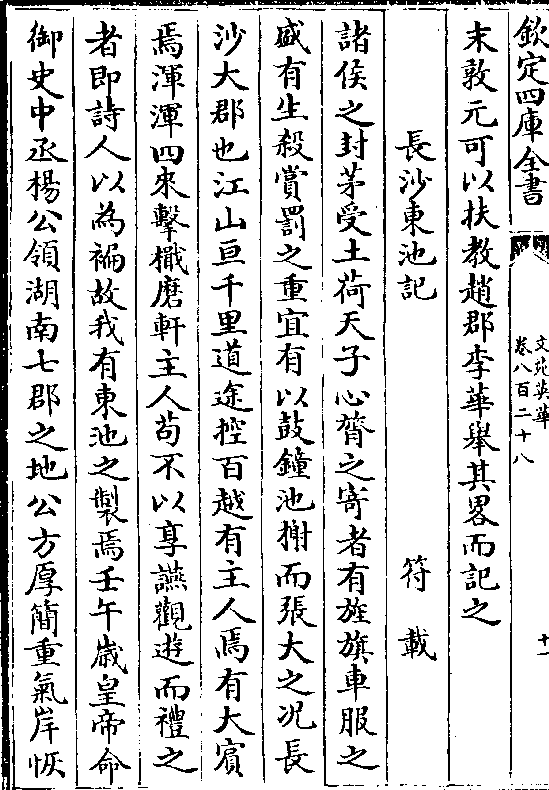 欽定四庫全書
文苑英華
卷八百二十八
十一
末敦元可以扶教趙郡李華舉其畧而記之
長沙東池記
符載
諸侯之封茅受土荷天子心膂之寄者有旌旗車服之
盛有生殺賞罰之重宜有以鼓鐘池榭而張大之况長
沙大郡也江山亘千里道途控百越有主人焉有大賓
焉渾渾四來擊檝磨軒主人苟不以享讌觀遊而禮之
者即詩人以為褊故我有東池之製焉壬午歲皇帝命
御史中丞楊公領湖南七郡之地公方厚簡重氣岸恢